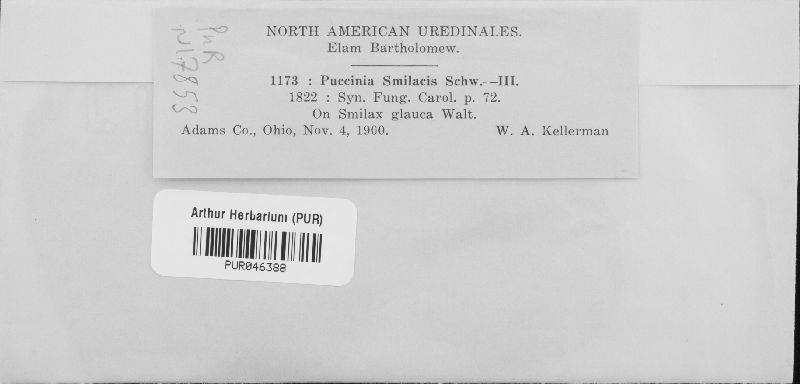 NORTH AMERICAN UREDINALES.
Elam Bartholomew.
1173 : Puccinia Smilacis Schw.--III.
1822 : Syn. Fung. Carol. p. 72.
On Smilax glauca Walt.
Adams Co., Ohio, Nov. 4, 1900. W. A. Kellerman
PUR
N17853
Arthur Herbarium (PUR)
PUR046388